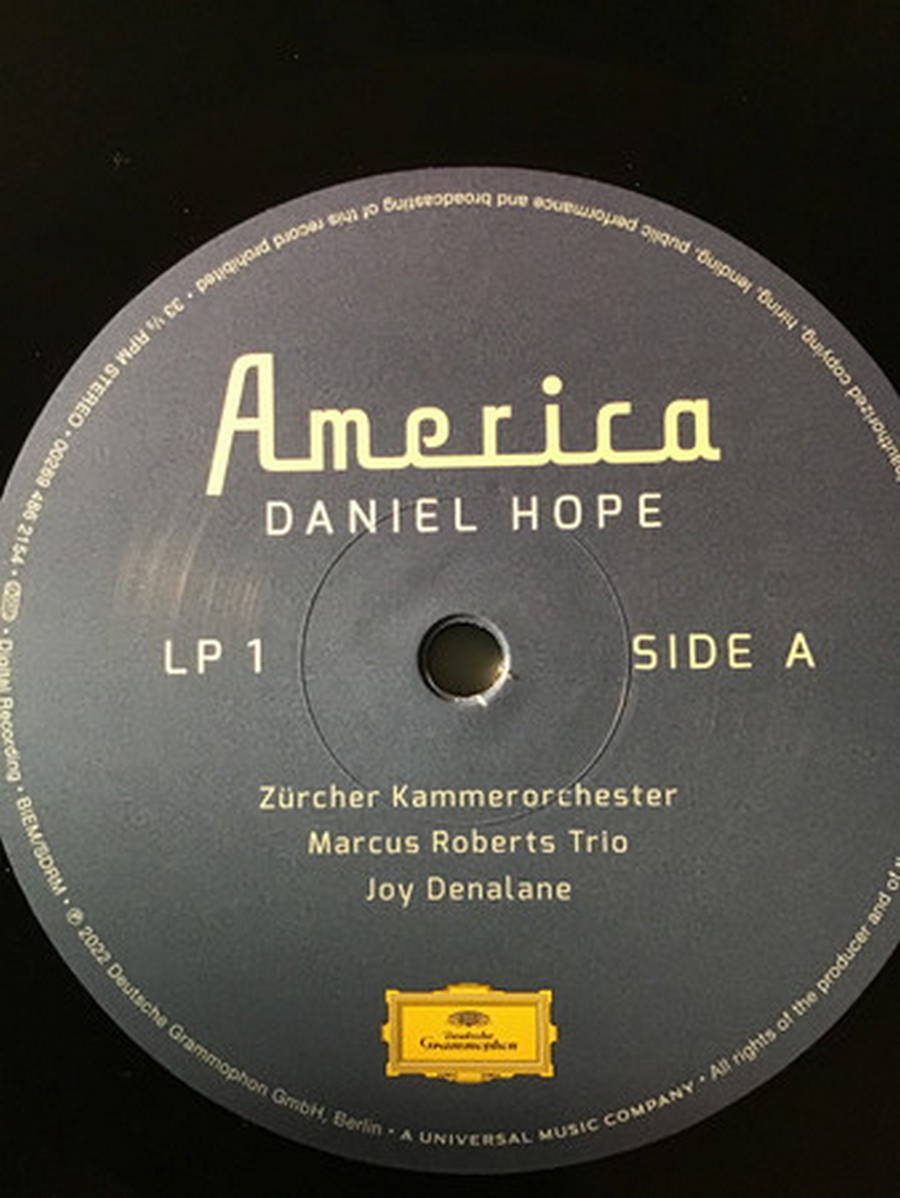 America
DANIEL HOPE
LP 1
SIDE A
Zürcher Kammerorchester
Marcus Roberts Trio
Joy Denalane
Deutsche
Grammophon
33 ⅓ RPM STEREO • 00289 486 2154 • Digital Recording • BIEM/SDRM • ℗ 2022 Deutsche Grammophon GmbH, Berlin • A UNIVERSAL MUSIC COMPANY • All rights of the producer and of
copying, hiring, lending, public performance and broadcasting of this record prohibited •